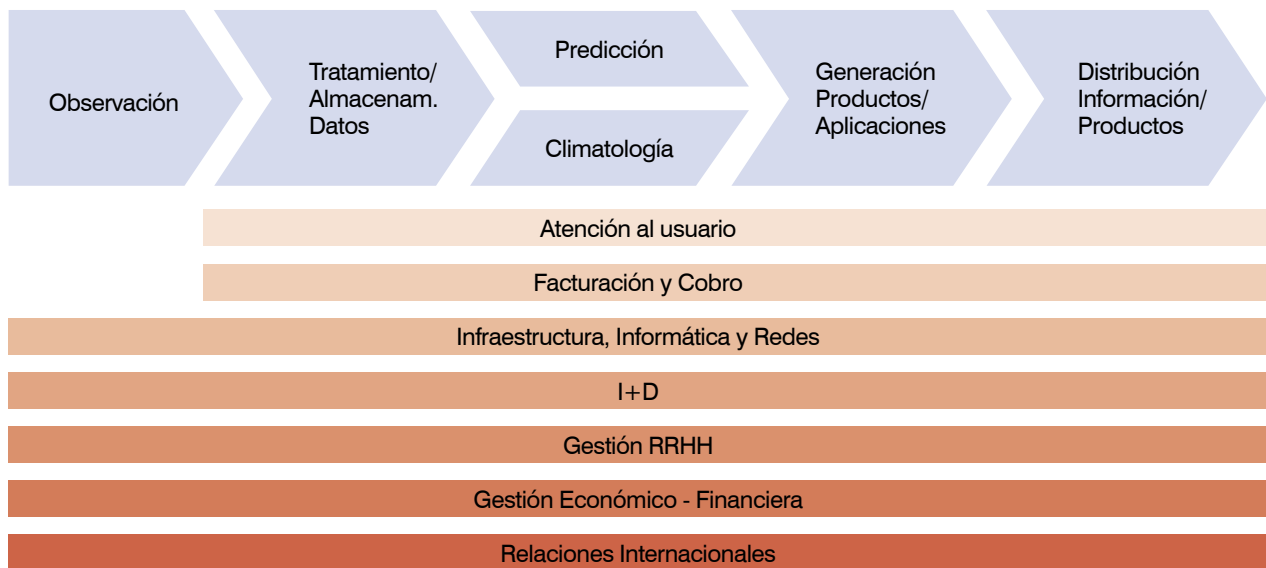 Observación
Tratamiento/
Almacenam.
Datos
Predicción
Climatología
Generación
Productos/
Aplicaciones
Distribución
Información/
Productos
Atención al usuario
Facturación y Cobro
Infraestructura, Informática y Redes
I+D
Gestión RRHH
Gestión Económico - Financiera
Relaciones Internacionales